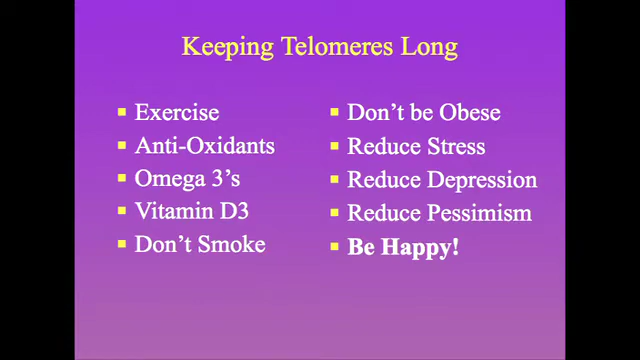 Keeping Telomeres Long
Exercise
Anti-Oxidants
Omega 3’s
Vitamin D3
Don’t Smoke
Don’t be Obese
Reduce Stress
Reduce Depression
Reduce Pessimism
Be Happy!